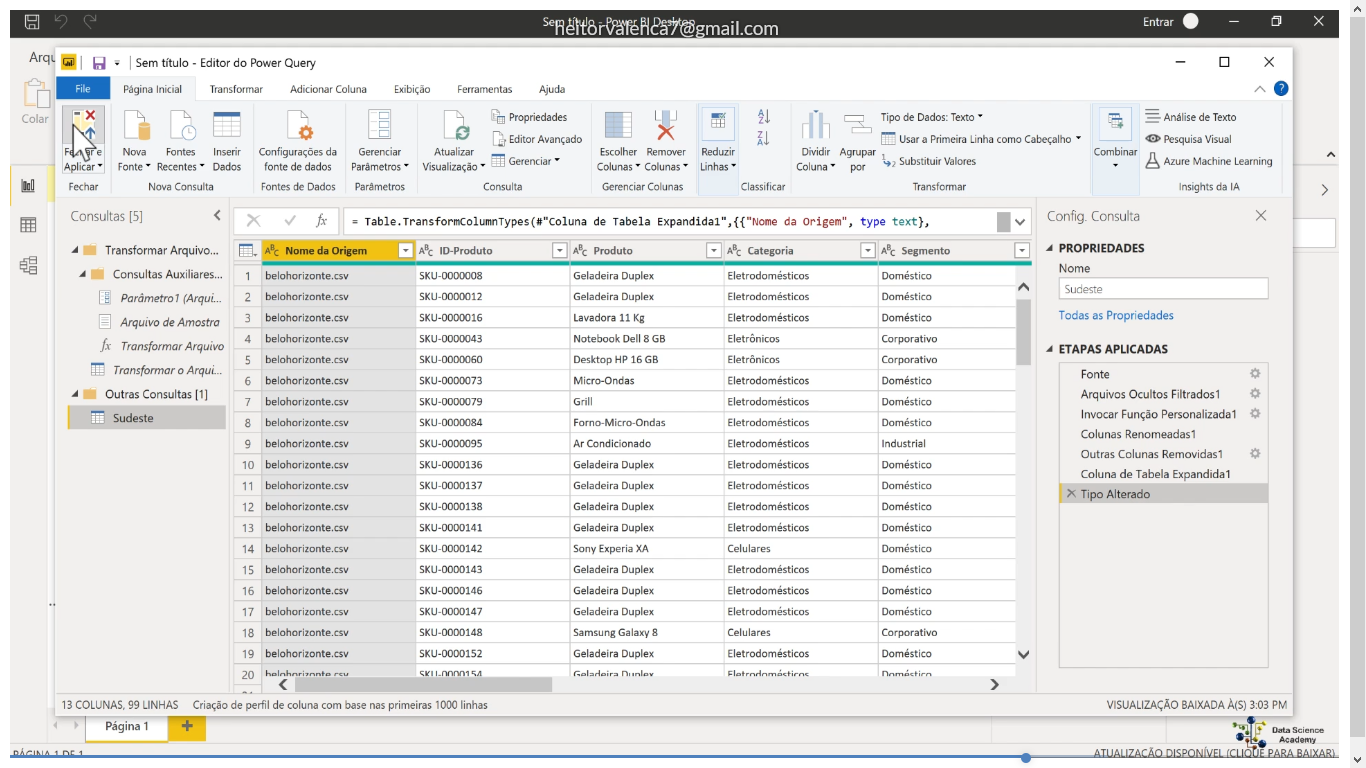 Sem título - Power BI Desktop
heitorvalenca7@gmail.com
Entrar
Arqu
Sem título - Editor do Power Query
File Página Inicial Transformar Adicionar Coluna Exibição Ferramentas Ajuda
Colar
Fechar e Aplicar
Fechar
Nova Fonte
Fontes Recentes
Inserir Dados
Nova Consulta
Configurações da fonte de dados
Fontes de Dados
Gerenciar Parâmetros
Parâmetros
Atualizar Visualização
Propriedades
Editor Avançado
Gerenciar
Consulta
Escolher Colunas
Remover Colunas
Gerenciar Colunas
Reduzir Linhas
Classificar
Dividir Coluna
Agrupar por
Tipo de Dados: Texto
Usar a Primeira Linha como Cabeçalho
Substituir Valores
Transformar
Combinar
Análise de Texto
Pesquisa Visual
Azure Machine Learning
Insights da IA
Consultas [5]
Transformar Arquivo...
Consultas Auxiliares...
Parâmetro1 (Arqui...
Arquivo de Amostra
fx Transformar Arquivo
Transformar o Arqui...
Outras Consultas [1]
Sudeste
fx = Table.TransformColumnTypes(#"Coluna de Tabela Expandida1",{{"Nome da Origem", type text},
Nome da Origem ID-Produto Produto Categoria Segmento
1 belohorizonte.csv SKU-0000008 Geladeira Duplex Eletrodomésticos Doméstico
2 belohorizonte.csv SKU-0000012 Geladeira Duplex Eletrodomésticos Doméstico
3 belohorizonte.csv SKU-0000016 Lavadora 11 Kg Eletrodomésticos Doméstico
4 belohorizonte.csv SKU-0000043 Notebook Dell 8 GB Eletrônicos Corporativo
5 belohorizonte.csv SKU-0000060 Desktop HP 16 GB Eletrônicos Corporativo
6 belohorizonte.csv SKU-0000073 Micro-Ondas Eletrodomésticos Doméstico
7 belohorizonte.csv SKU-0000079 Grill Eletrodomésticos Doméstico
8 belohorizonte.csv SKU-0000084 Forno-Micro-Ondas Eletrodomésticos Doméstico
9 belohorizonte.csv SKU-0000095 Ar Condicionado Eletrodomésticos Industrial
10 belohorizonte.csv SKU-0000136 Geladeira Duplex Eletrodomésticos Doméstico
11 belohorizonte.csv SKU-0000137 Geladeira Duplex Eletrodomésticos Doméstico
12 belohorizonte.csv SKU-0000138 Geladeira Duplex Eletrodomésticos Doméstico
13 belohorizonte.csv SKU-0000141 Geladeira Duplex Eletrodomésticos Doméstico
14 belohorizonte.csv SKU-0000142 Sony Experia XA Celulares Doméstico
15 belohorizonte.csv SKU-0000143 Geladeira Duplex Eletrodomésticos Doméstico
16 belohorizonte.csv SKU-0000146 Geladeira Duplex Eletrodomésticos Doméstico
17 belohorizonte.csv SKU-0000147 Geladeira Duplex Eletrodomésticos Doméstico
18 belohorizonte.csv SKU-0000148 Samsung Galaxy 8 Celulares Corporativo
19 belohorizonte.csv SKU-0000152 Geladeira Duplex Eletrodomésticos Doméstico
20 belohorizonte.csv SKU-0000154 Geladeira Duplex Eletrodomésticos Doméstico
Config. Consulta
PROPRIEDADES
Nome
Sudeste
Todas as Propriedades
ETAPAS APLICADAS
Fonte
Arquivos Ocultos Filtrados1
Invocar Função Personalizada1
Colunas Renomeadas1
Outras Colunas Removidas1
Coluna de Tabela Expandida1
Tipo Alterado
13 COLUNAS, 99 LINHAS Criação de perfil de coluna com base nas primeiras 1000 linhas
VISUALIZAÇÃO BAIXADA À(S) 3:03 PM
Página 1
Data Science
Academy
PÁGINA 1 DE 1
ATUALIZAÇÃO DISPONÍVEL (CLIQUE PARA BAIXAR)